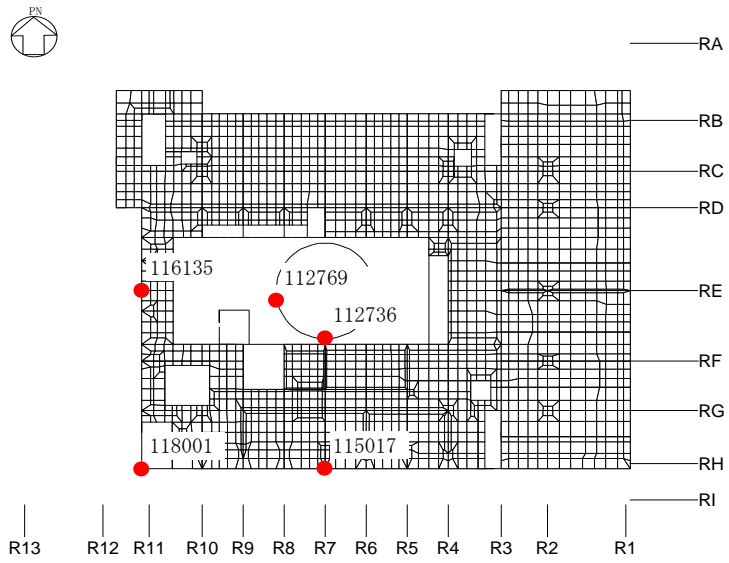 PN
RA
RB
RC
RD
116135
112769
RE
112736
RF
RG
118001
115017
RH
RI
R13 R12 R11 R10 R9 R8 R7 R6 R5 R4 R3 R2 R1